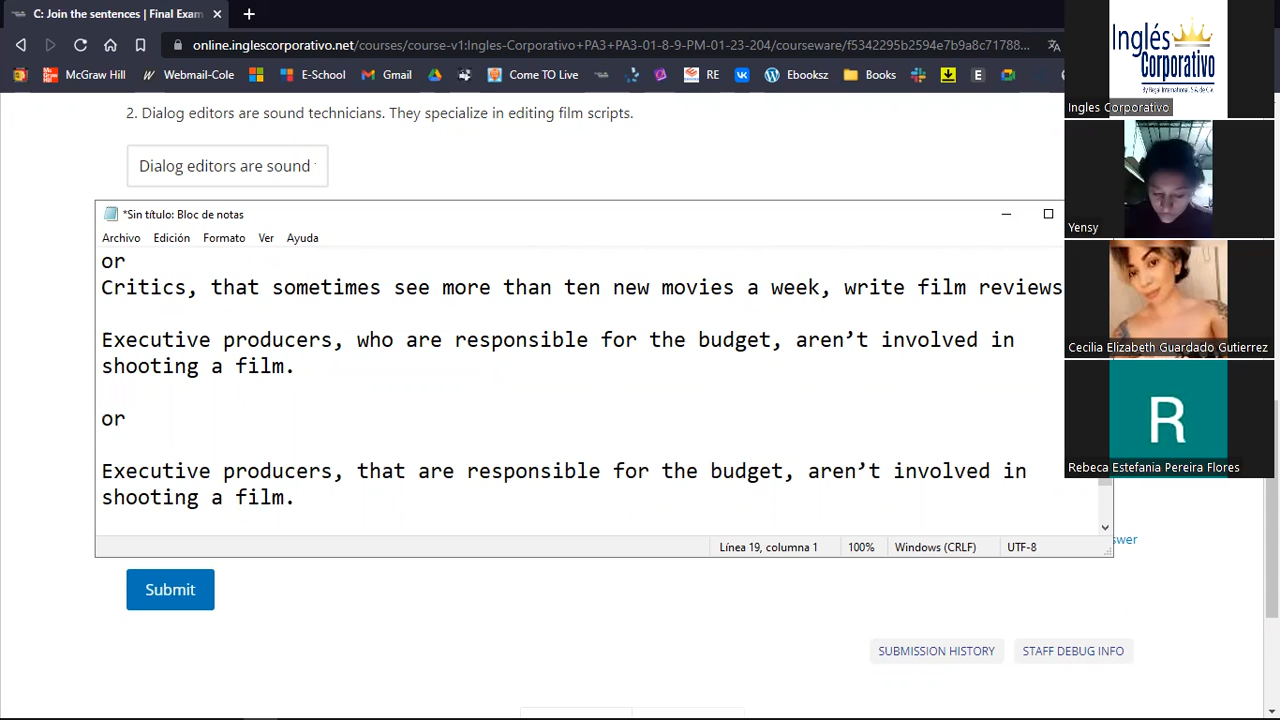 C: Join the sentences | Final Exam
online.inglescorporativo.net/courses/course-v1:Ingles-Corporativo+PA3+PA3-01-8-9-PM-01-23-204/courseware/f5342295b2594e7b9a8c71788...
McGraw Hill Webmail-Cole E-School Gmail Come TO Live RE Ebooksz Books
2. Dialog editors are sound technicians. They specialize in editing film scripts.
Dialog editors are sound
*Sin título: Bloc de notas
Archivo Edición Formato Ver Ayuda
or
Critics, that sometimes see more than ten new movies a week, write film reviews
Executive producers, who are responsible for the budget, aren’t involved in
shooting a film.
or
Executive producers, that are responsible for the budget, aren’t involved in
shooting a film.
Línea 19, columna 1 100% Windows (CRLF) UTF-8
swer
Submit
SUBMISSION HISTORY STAFF DEBUG INFO
Inglés
Corporativo
By Regal International, S.A. de C.V.
Ingles Corporativo
Yensy
Cecilia Elizabeth Guardado Gutierrez
R
Rebeca Estefania Pereira Flores